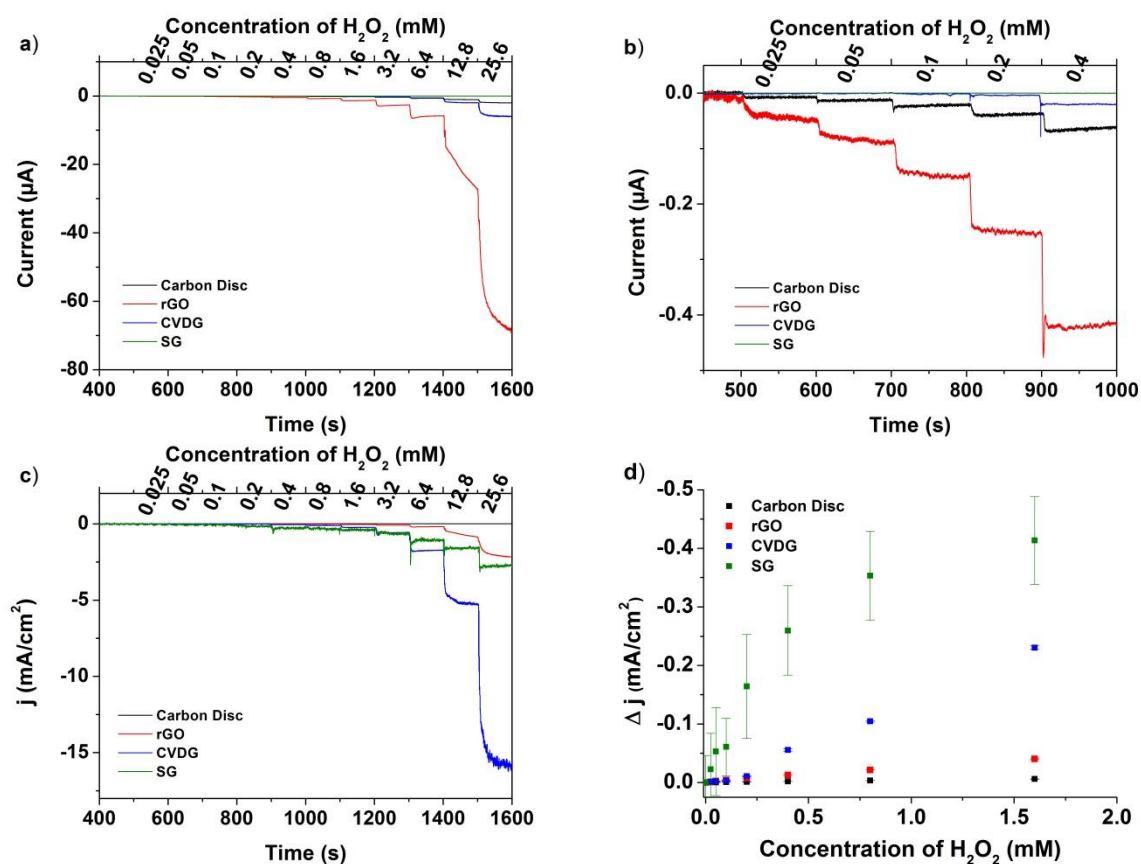 a)
Concentration of H₂O₂ (mM)
0.025 0.05 0.1 0.2 0.4 0.8 1.6 3.2 6.4 12.8 25.6
0
-20
-40
-60
-80
Current (µA)
Carbon Disc
rGO
CVDG
SG
400 600 800 1000 1200 1400 1600
Time (s)
b)
Concentration of H₂O₂ (mM)
0.025 0.05 0.1 0.2 0.4
0.0
-0.2
-0.4
Current (µA)
Carbon Disc
rGO
CVDG
SG
500 600 700 800 900 1000
Time (s)
c)
Concentration of H₂O₂ (mM)
0.025 0.05 0.1 0.2 0.4 0.8 1.6 3.2 6.4 12.8 25.6
0
-5
-10
-15
j (mA/cm²)
Carbon Disc
rGO
CVDG
SG
400 600 800 1000 1200 1400 1600
Time (s)
d)
-0.5
-0.4
-0.3
-0.2
-0.1
0.0
Δ j (mA/cm²)
Carbon Disc
rGO
CVDG
SG
0.0 0.5 1.0 1.5 2.0
Concentration of H₂O₂ (mM)